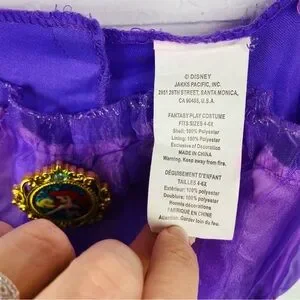 © DISNEY
JAKKS PACIFIC, INC.
2951 28TH STREET, SANTA MONICA,
CA 90405, U.S.A.
FANTASY PLAY COSTUME
FITS SIZES 4-6X
Shell: 100% Polyester
Lining: 100% Polyester
Exclusive of Decoration
MADE IN CHINA
Warning. Keep away from fire.
DÉGUISEMENT D'ENFANT
TAILLES 4-6X
Extérieur: 100% polyester
Doublure: 100% polyester
Hormis décorations
FABRIQUÉ EN CHINE
Attention. Garder loin du feu.